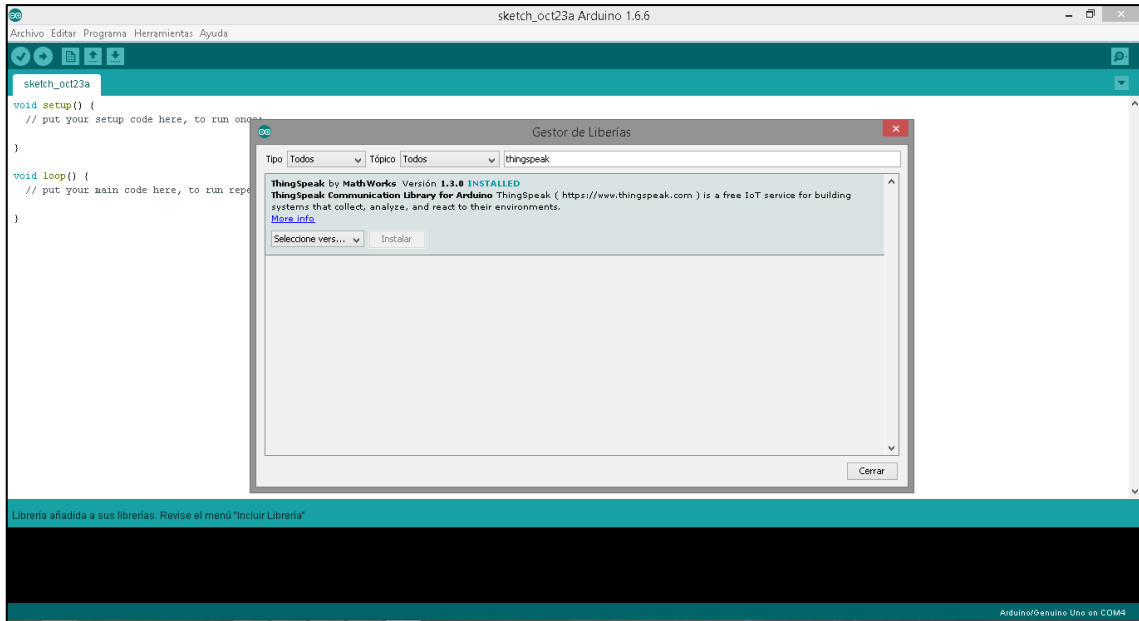 sketch_oct23a Arduino 1.6.6
Archivo Editar Programa Herramientas Ayuda
sketch_oct23a
void setup() {
// put your setup code here, to run once:
}
void loop() {
// put your main code here, to run repe
}
Gestor de Liberías
Tipo Todos Tópico Todos thingspeak
ThingSpeak by MathWorks Versión 1.3.0 INSTALLED
ThingSpeak Communication Library for Arduino ThingSpeak ( https://www.thingspeak.com ) is a free IoT service for building
systems that collect, analyze, and react to their environments.
More info
Seleccione vers... Instalar
Cerrar
Librería añadida a sus librerías. Revise el menú "Incluir Librería"
Arduino/Genuino Uno on COM4